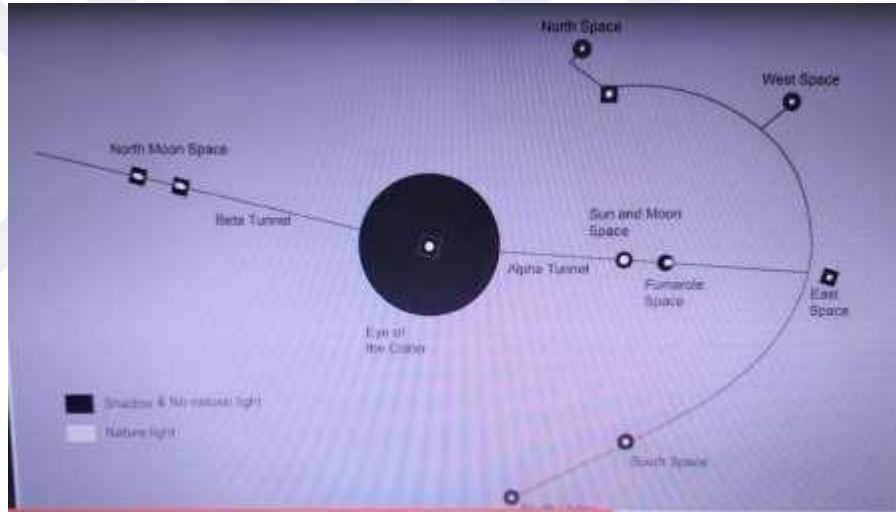 North Space
West Space
North Moon Space
Beta Tunnel
Sun and Moon
Space
Alpha Tunnel
Fumarole
Space
East
Space
Eye of
the Crater
Shadow & No natural light
Nature light
South Space